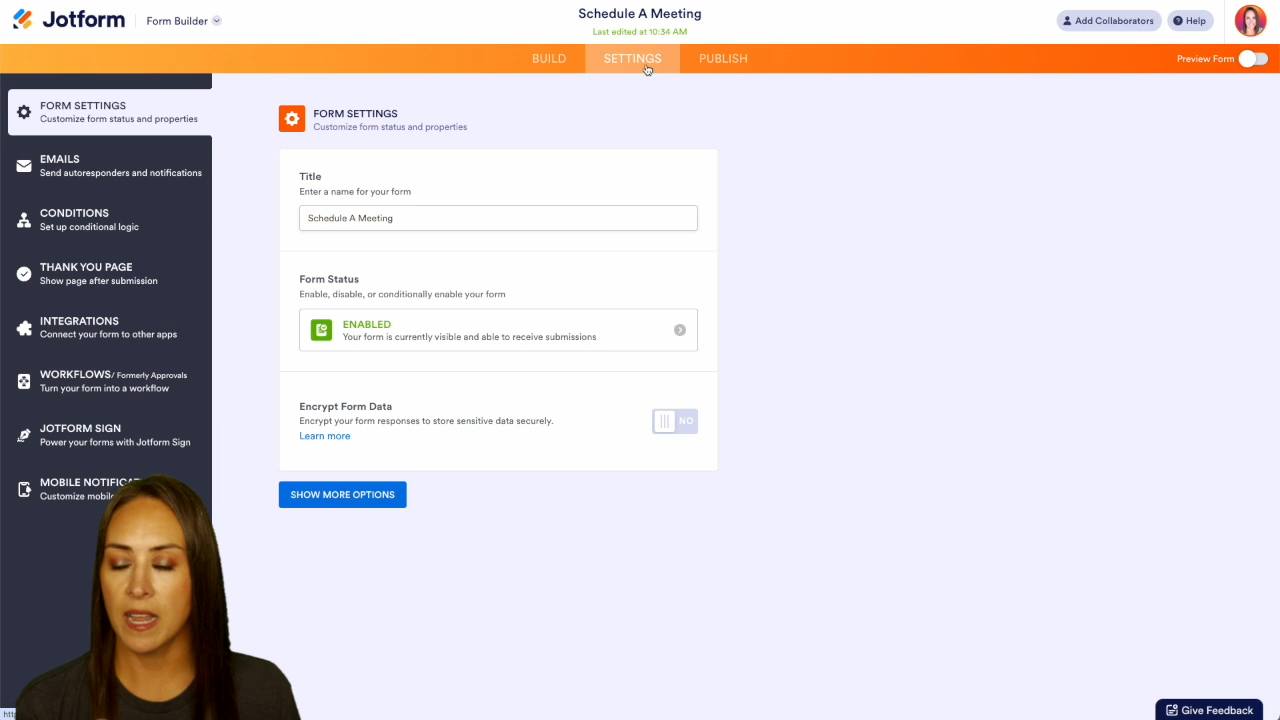 Jotform
Form Builder
Schedule A Meeting
Last edited at 10:34 AM
Add Collaborators
Help
BUILD
SETTINGS
PUBLISH
Preview Form
FORM SETTINGS
Customize form status and properties
EMAILS
Send autoresponders and notifications
CONDITIONS
Set up conditional logic
THANK YOU PAGE
Show page after submission
INTEGRATIONS
Connect your form to other apps
WORKFLOWS/ Formerly Approvals
Turn your form into a workflow
JOTFORM SIGN
Power your forms with Jotform Sign
MOBILE
Customize
FORM SETTINGS
Customize form status and properties
Title
Enter a name for your form
Schedule A Meeting
Form Status
Enable, disable, or conditionally enable your form
ENABLED
Your form is currently visible and able to receive submissions
Encrypt Form Data
Encrypt your form responses to store sensitive data securely.
Learn more
NO
SHOW MORE OPTIONS
Give Feedback